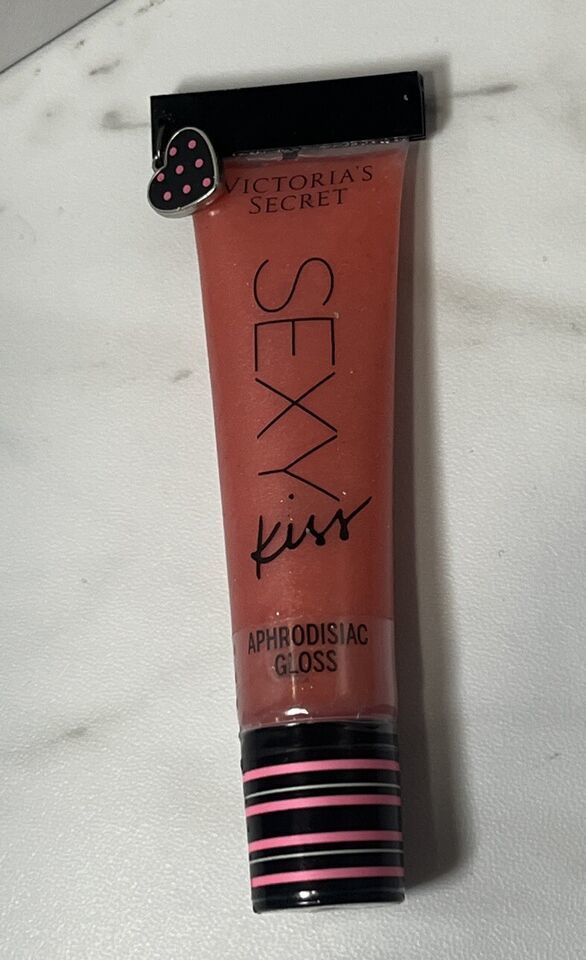 VICTORIA'S
SECRET
SEXY
kiss
APHRODISIAC
GLOSS